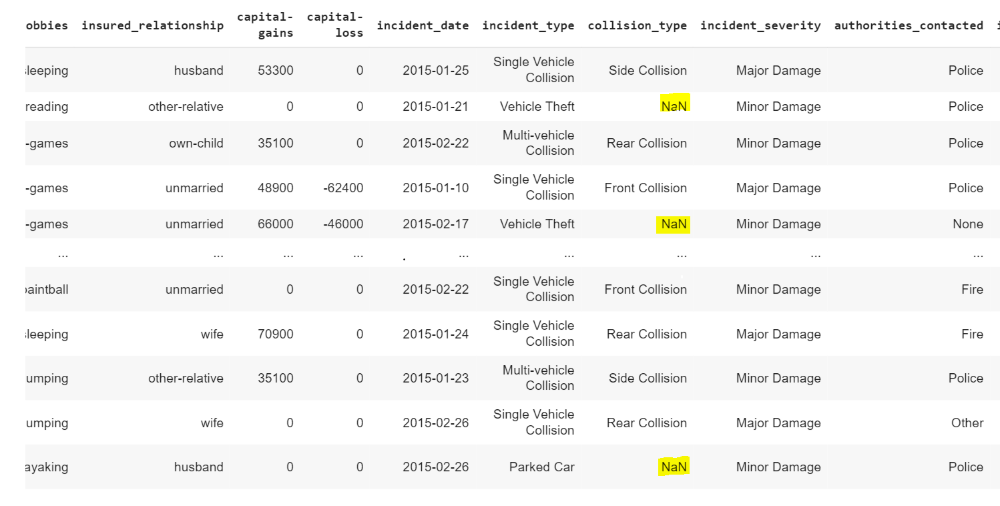 obbies insured_relationship capital-gains capital-loss incident_date incident_type collision_type incident_severity authorities_contacted i
sleeping husband 53300 0 2015-01-25 Single Vehicle Collision Side Collision Major Damage Police
reading other-relative 0 0 2015-01-21 Vehicle Theft NaN Minor Damage Police
-games own-child 35100 0 2015-02-22 Multi-vehicle Collision Rear Collision Minor Damage Police
-games unmarried 48900 -62400 2015-01-10 Single Vehicle Collision Front Collision Major Damage Police
-games unmarried 66000 -46000 2015-02-17 Vehicle Theft NaN Minor Damage None
... ... ... ... . ... ... ... ... ...
paintball unmarried 0 0 2015-02-22 Single Vehicle Collision Front Collision Minor Damage Fire
sleeping wife 70900 0 2015-01-24 Single Vehicle Collision Rear Collision Major Damage Fire
umping other-relative 35100 0 2015-01-23 Multi-vehicle Collision Side Collision Minor Damage Police
umping wife 0 0 2015-02-26 Single Vehicle Collision Rear Collision Major Damage Other
ayaking husband 0 0 2015-02-26 Parked Car NaN Minor Damage Police